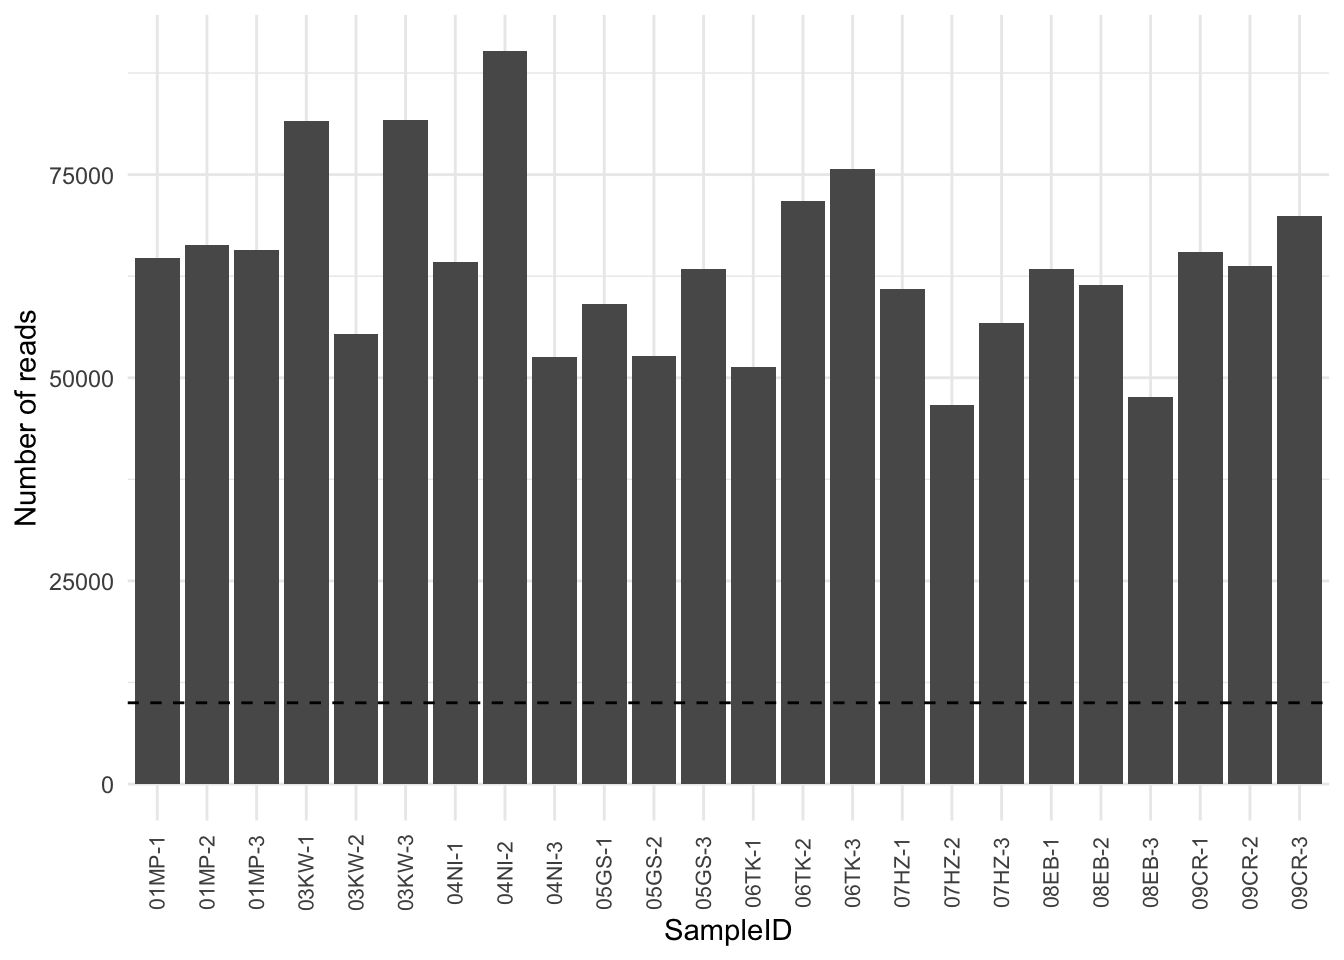 Number of reads
75000
50000
25000
0
01MP-1
01MP-2
01MP-3
03KW-1
03KW-2
03KW-3
04NI-1
04NI-2
04NI-3
05GS-1
05GS-2
05GS-3
06TK-1
06TK-2
06TK-3
07HZ-1
07HZ-2
07HZ-3
08EB-1
08EB-2
08EB-3
09CR-1
09CR-2
09CR-3
SampleID